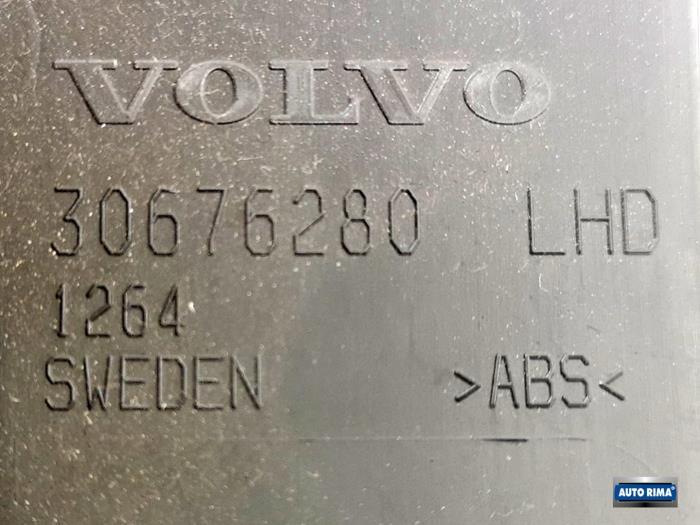 VOLVO
30676280 LHD
1264
SWEDEN >ABS<
AUTO RIMA®